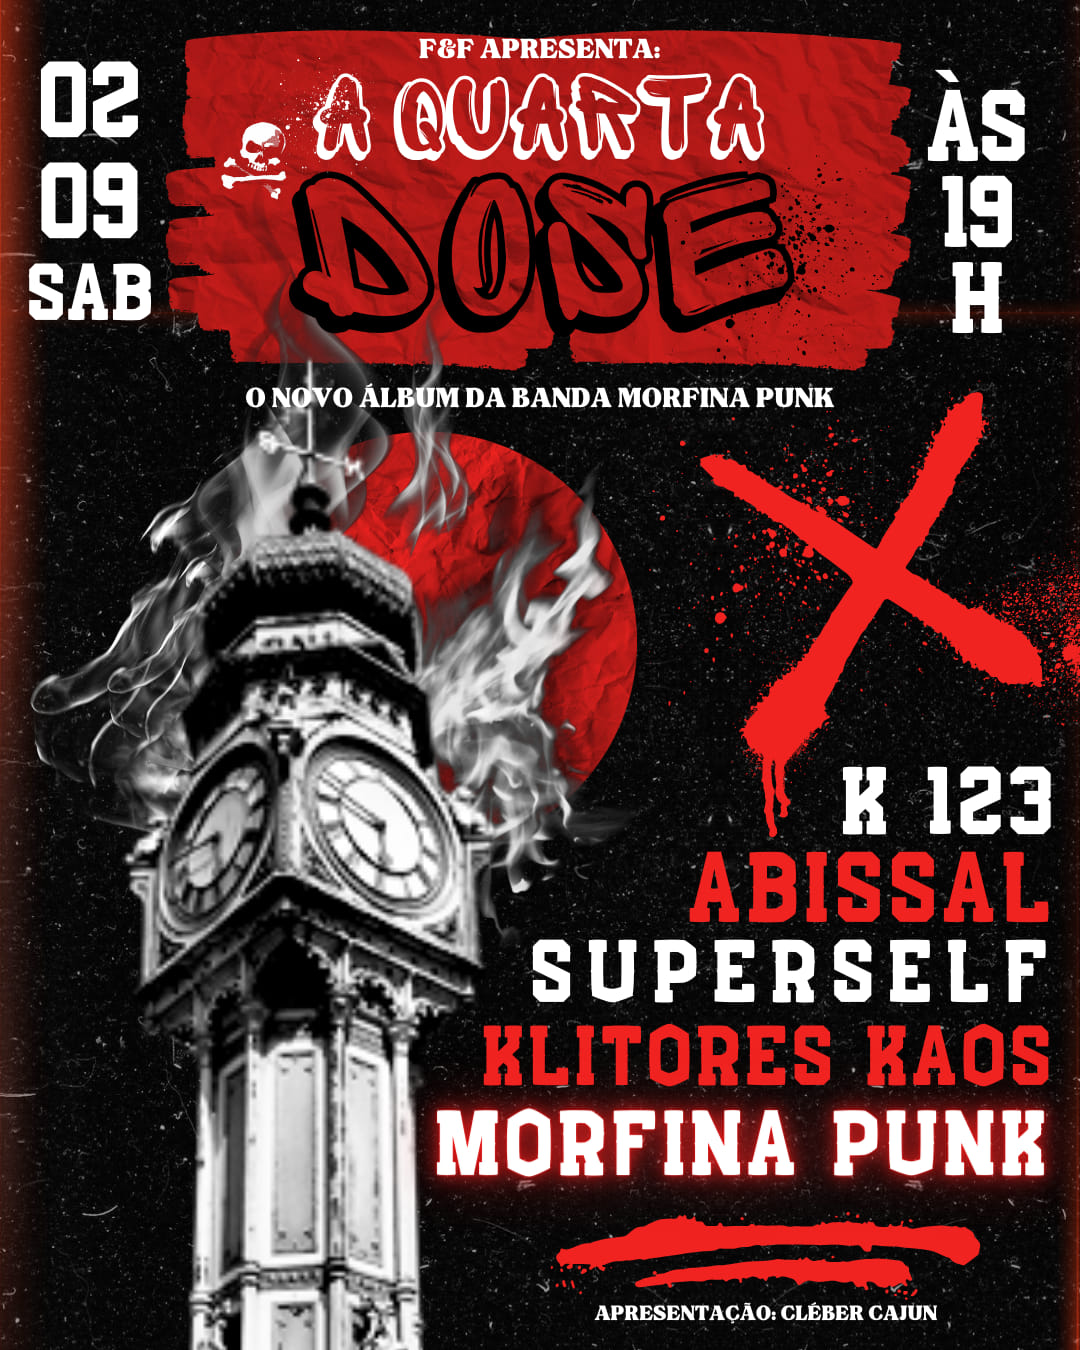 F&F APRESENTA:
A QUARTA
DOSE
02
09
SAB
ÀS
19
H
O NOVO ÁLBUM DA BANDA MORFINA PUNK
K 123
ABISSAL
SUPERSELF
KLITORES KAOS
MORFINA PUNK
APRESENTAÇÃO: CLÉBER CAJUN